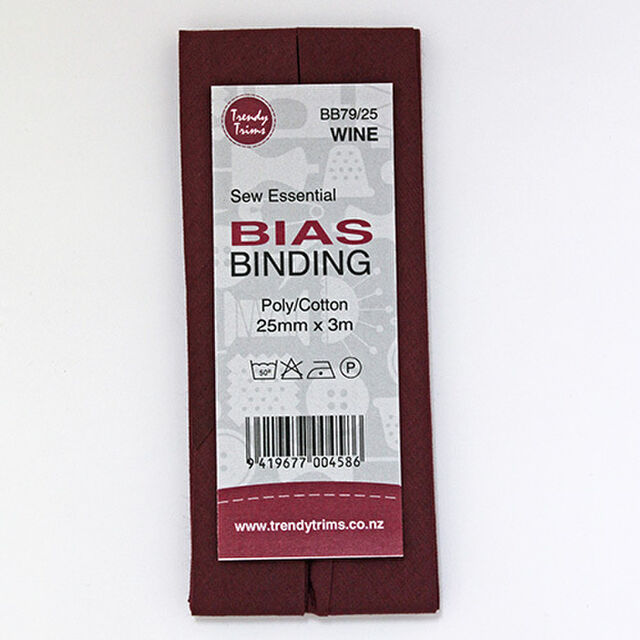 Trendy
Trims
BB79/25
WINE
Sew Essential
BIAS
BINDING
Poly/Cotton
25mm x 3m
50º
P
9 419677 004586
www.trendytrims.co.nz